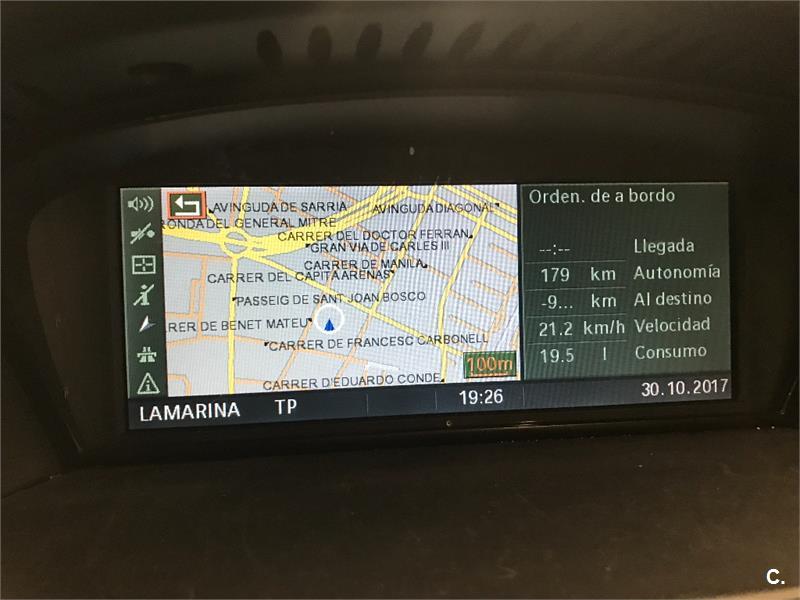 AVINGUDA DE SARRIA
AVINGUDA DIAGONAL
RONDA DEL GENERAL MITRE
CARRER DEL DOCTOR FERRAN
GRAN VIA DE CARLES III
CARRER DE MANILA
CARRER DEL CAPITA ARENAS
PASSEIG DE SANT JOAN BOSCO
RER DE BENET MATEU
CARRER DE FRANCESC CARBONELL
CARRER D'EDUARDO CONDE
100m
Orden. de a bordo
--:-- Llegada
179 km Autonomía
-9... km Al destino
21.2 km/h Velocidad
19.5 l Consumo
LAMARINA TP 19:26 30.10.2017
C.